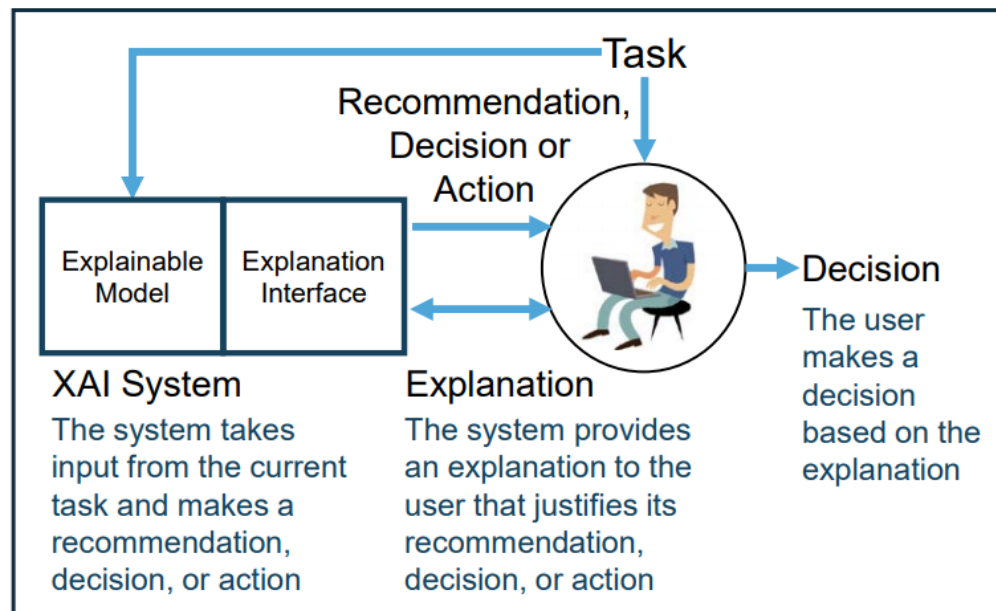 Task
Recommendation,
Decision or
Action
Explainable
Model
Explanation
Interface
Decision
The user
makes a
decision
based on the
explanation
XAI System
The system takes
input from the current
task and makes a
recommendation,
decision, or action
Explanation
The system provides
an explanation to the
user that justifies its
recommendation,
decision, or action